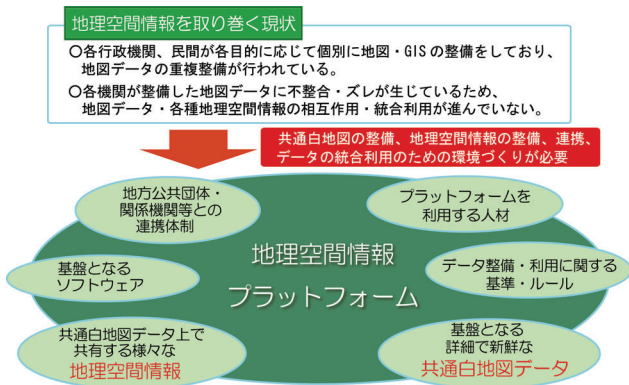 地理空間情報を取り巻く現状
○各行政機関、民間が各目的に応じて個別に地図・GISの整備をしており、
地図データの重複整備が行われている。
○各機関が整備した地図データに不整合・ズレが生じているため、
地図データ・各種地理空間情報の相互作用・統合利用が進んでいない。
共通白地図の整備、地理空間情報の整備、連携、
データの統合利用のための環境づくりが必要
地方公共団体・
関係機関等との
連携体制
プラットフォームを
利用する人材
地理空間情報
プラットフォーム
基盤となる
ソフトウェア
データ整備・利用に関する
基準・ルール
共通白地図データ上で
共有する様々な
地理空間情報
基盤となる
詳細で新鮮な
共通白地図データ